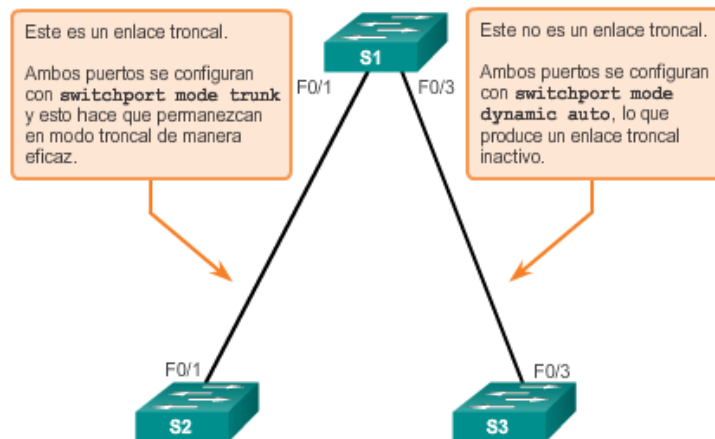 Este es un enlace troncal.
Ambos puertos se configuran
con switchport mode trunk
y esto hace que permanezcan
en modo troncal de manera
eficaz.
S1
F0/1
F0/3
Este no es un enlace troncal.
Ambos puertos se configuran
con switchport mode
dynamic auto, lo que
produce un enlace troncal
inactivo.
F0/1
S2
F0/3
S3